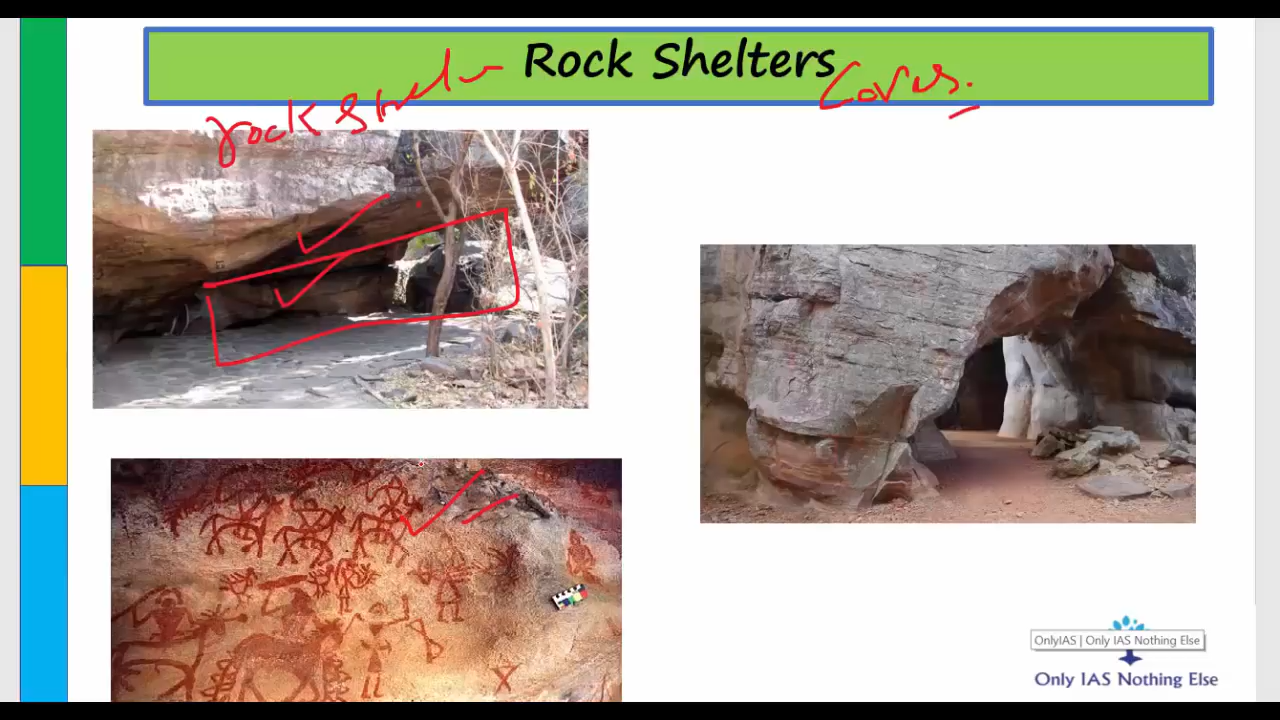 Rock Shelters
rock Shel
Caves.
OnlyIAS | Only IAS Nothing Else
Only IAS Nothing Else